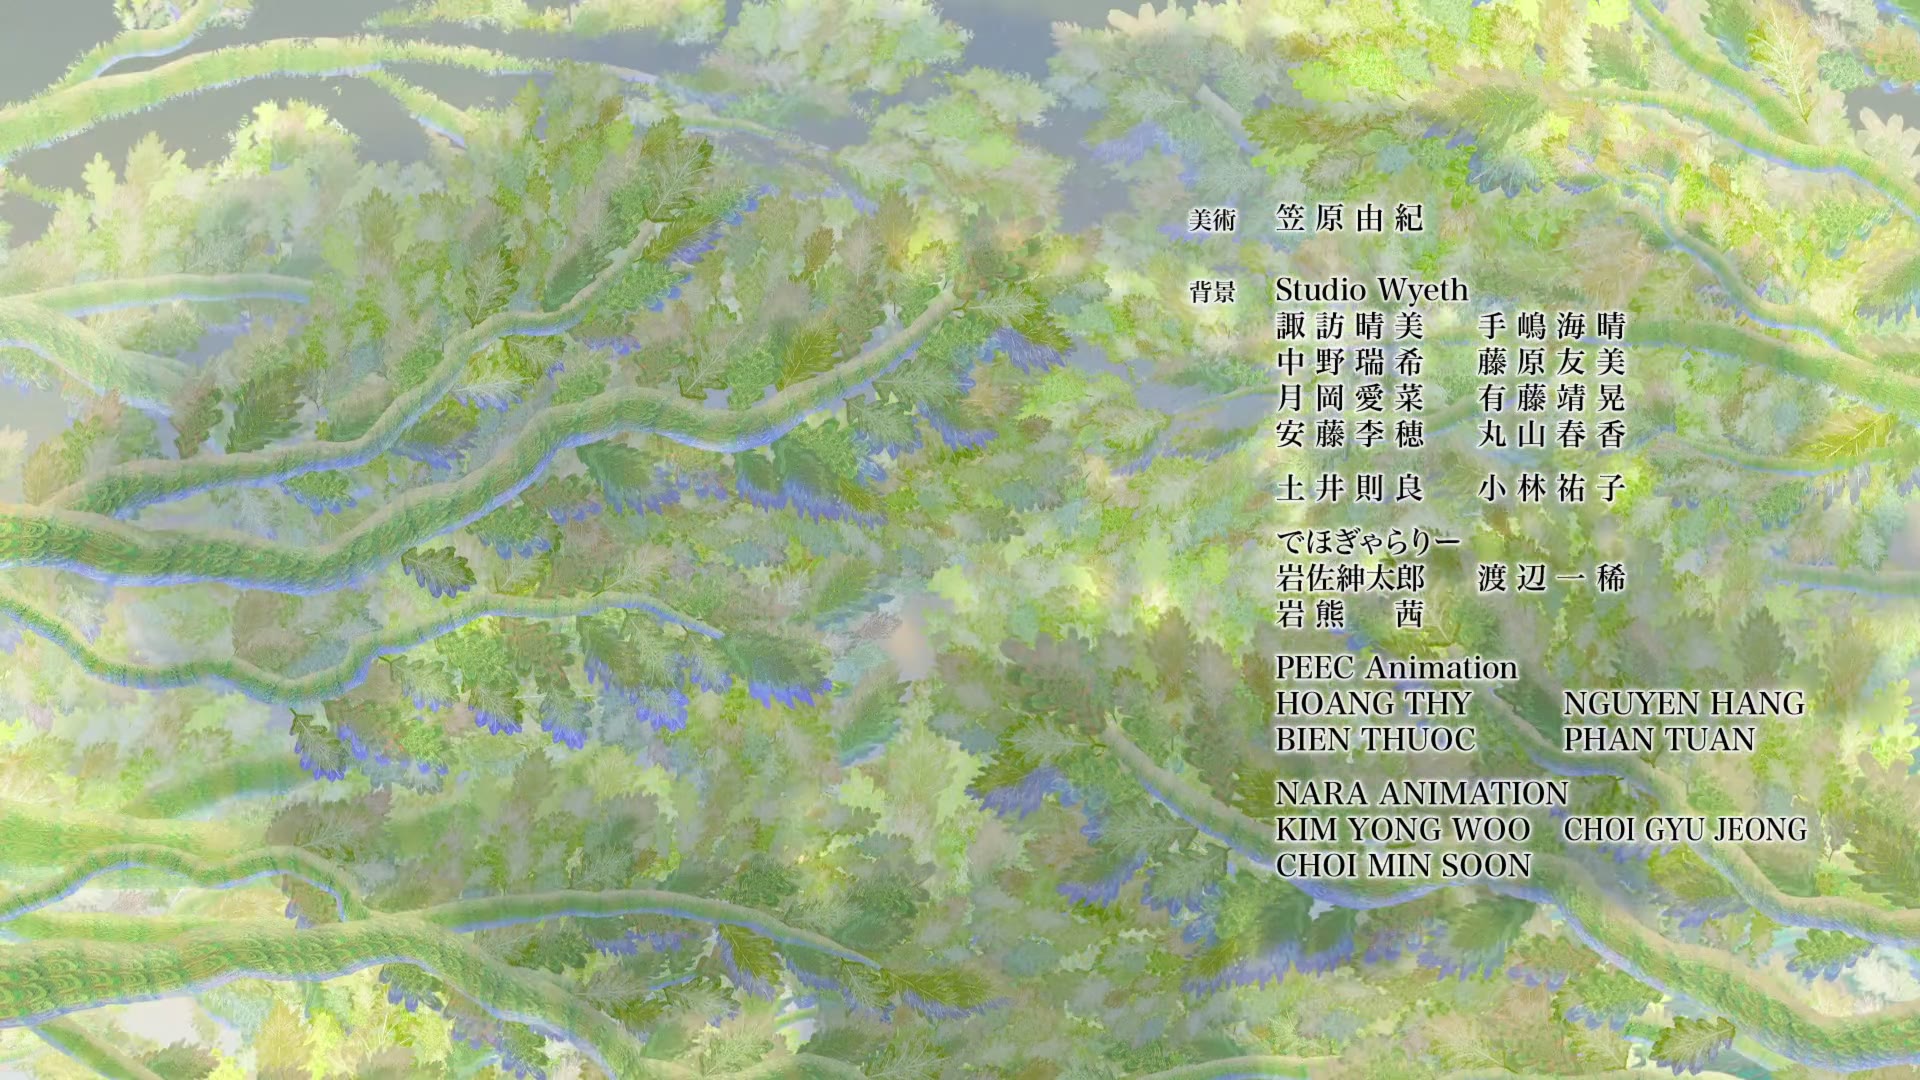 美術 笠原由紀
背景 Studio Wyeth
諏訪晴美 手嶋海晴
中野瑞希 藤原友美
月岡愛菜 有藤靖晃
安藤李穂 丸山春香
土井則良 小林祐子
でほぎゃらりー
岩佐紳太郎 渡辺一稀
岩熊 茜
PEEC Animation
HOANG THY NGUYEN HANG
BIEN THUOC PHAN TUAN
NARA ANIMATION
KIM YONG WOO CHOI GYU JEONG
CHOI MIN SOON